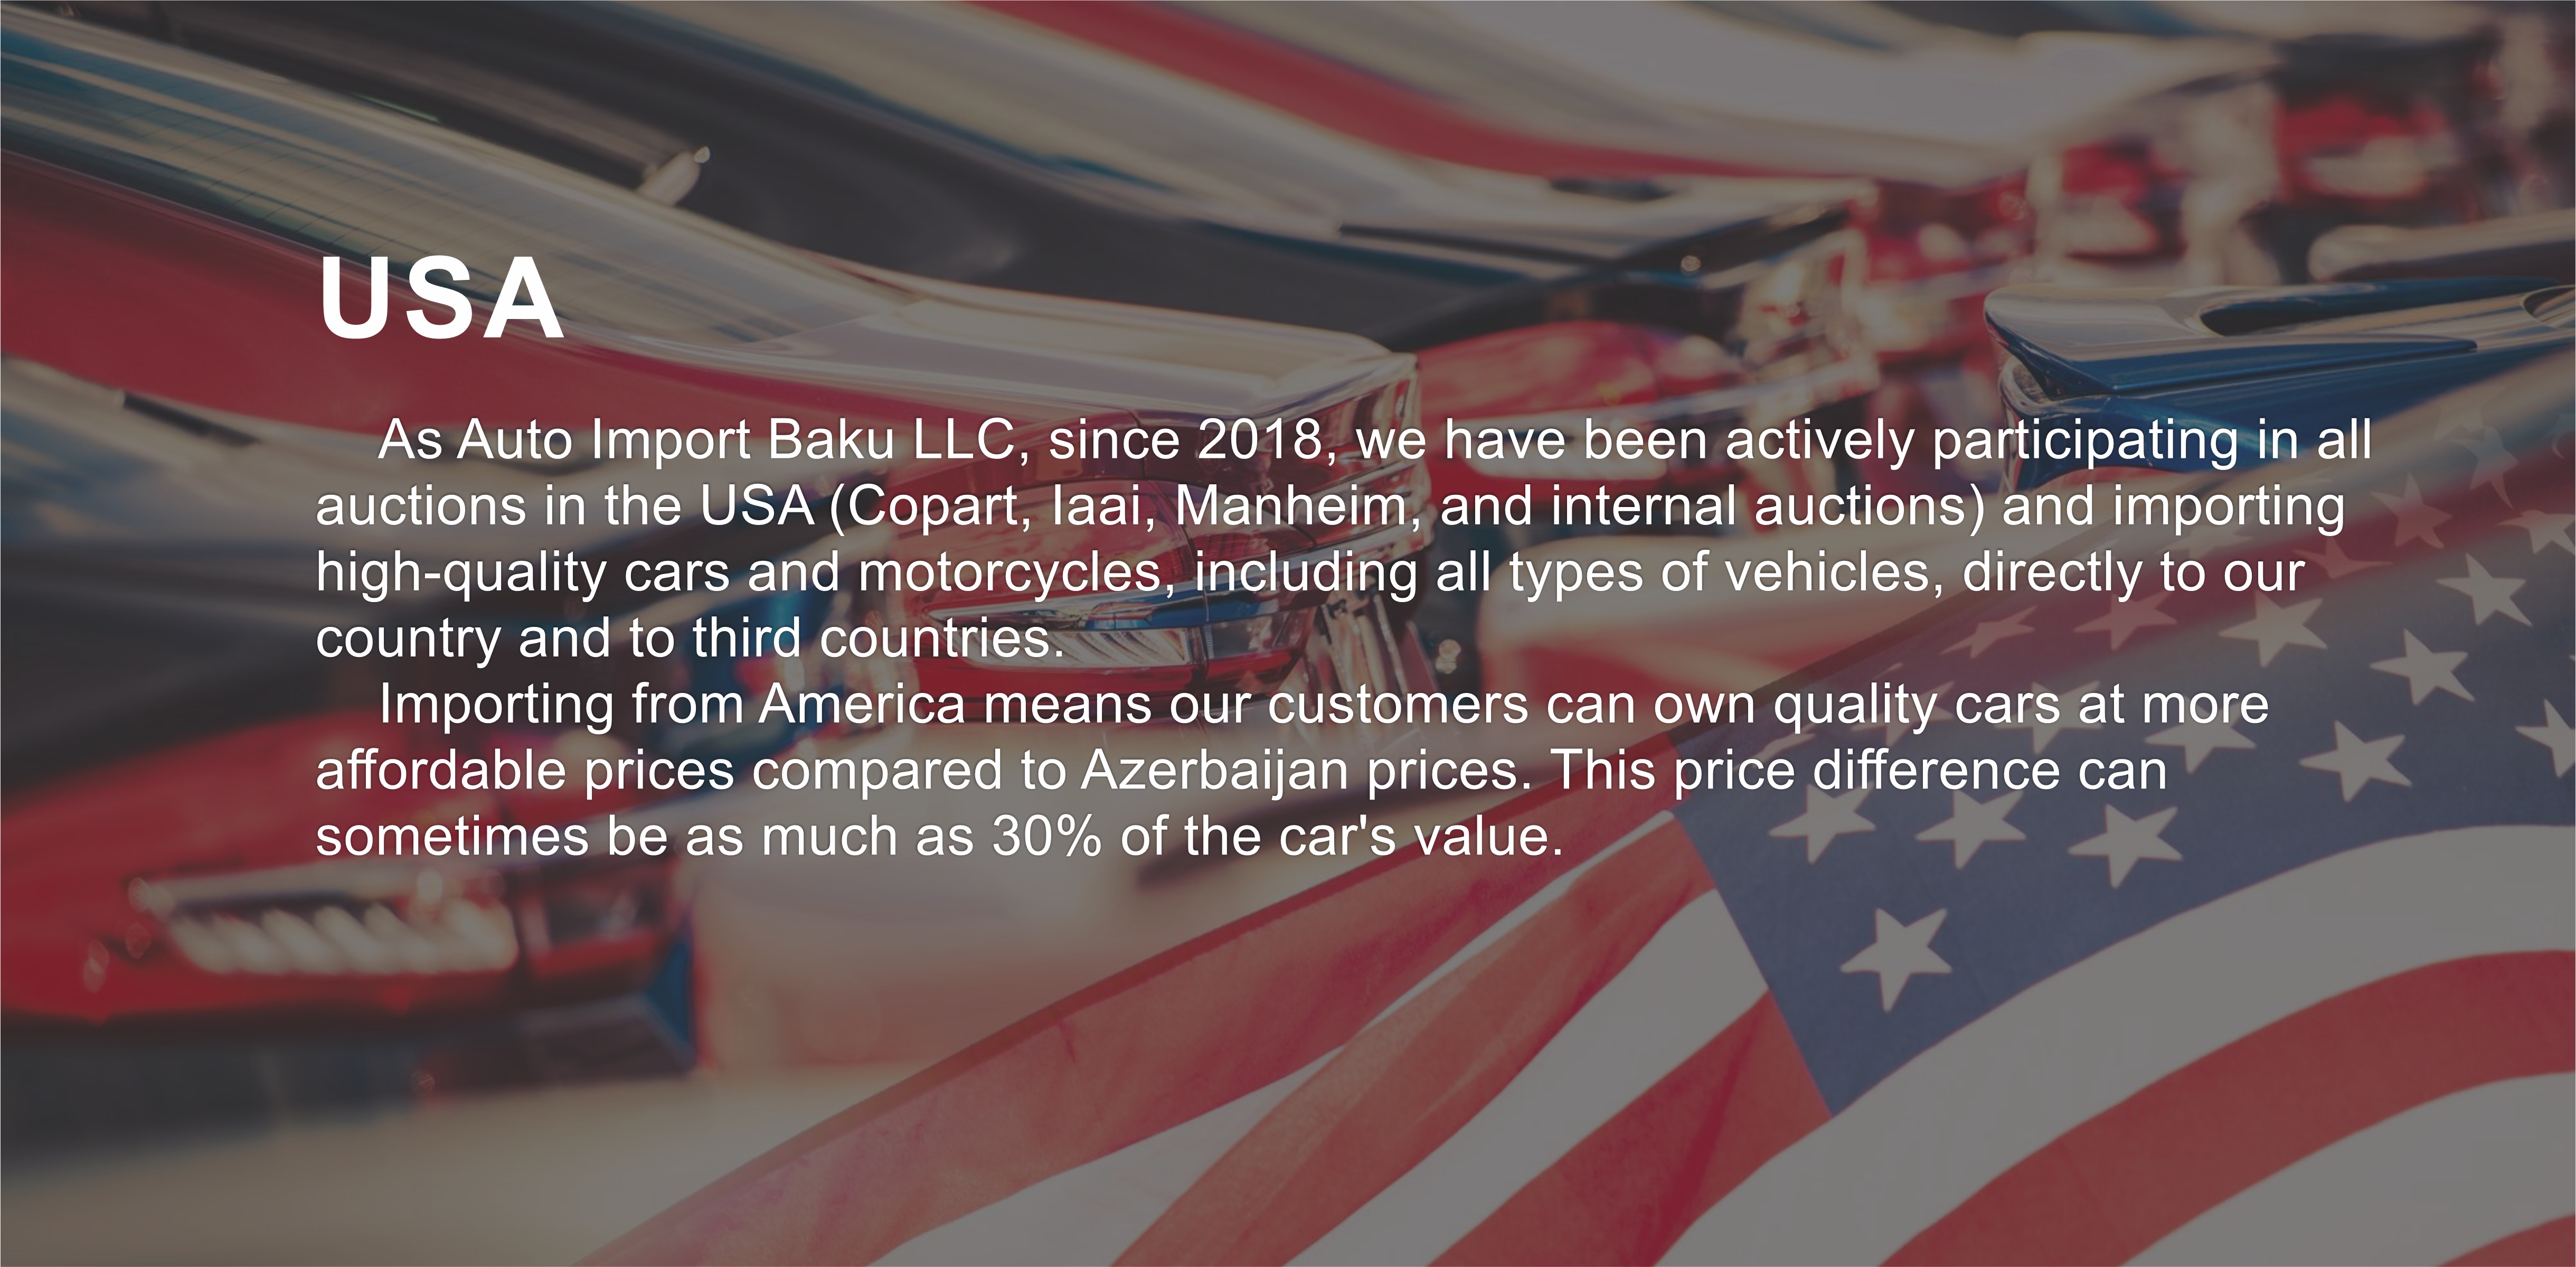 USA
As Auto Import Baku LLC, since 2018, we have been actively participating in all
auctions in the USA (Copart, Iaai, Manheim, and internal auctions) and importing
high-quality cars and motorcycles, including all types of vehicles, directly to our
country and to third countries.
Importing from America means our customers can own quality cars at more
affordable prices compared to Azerbaijan prices. This price difference can
sometimes be as much as 30% of the car's value.